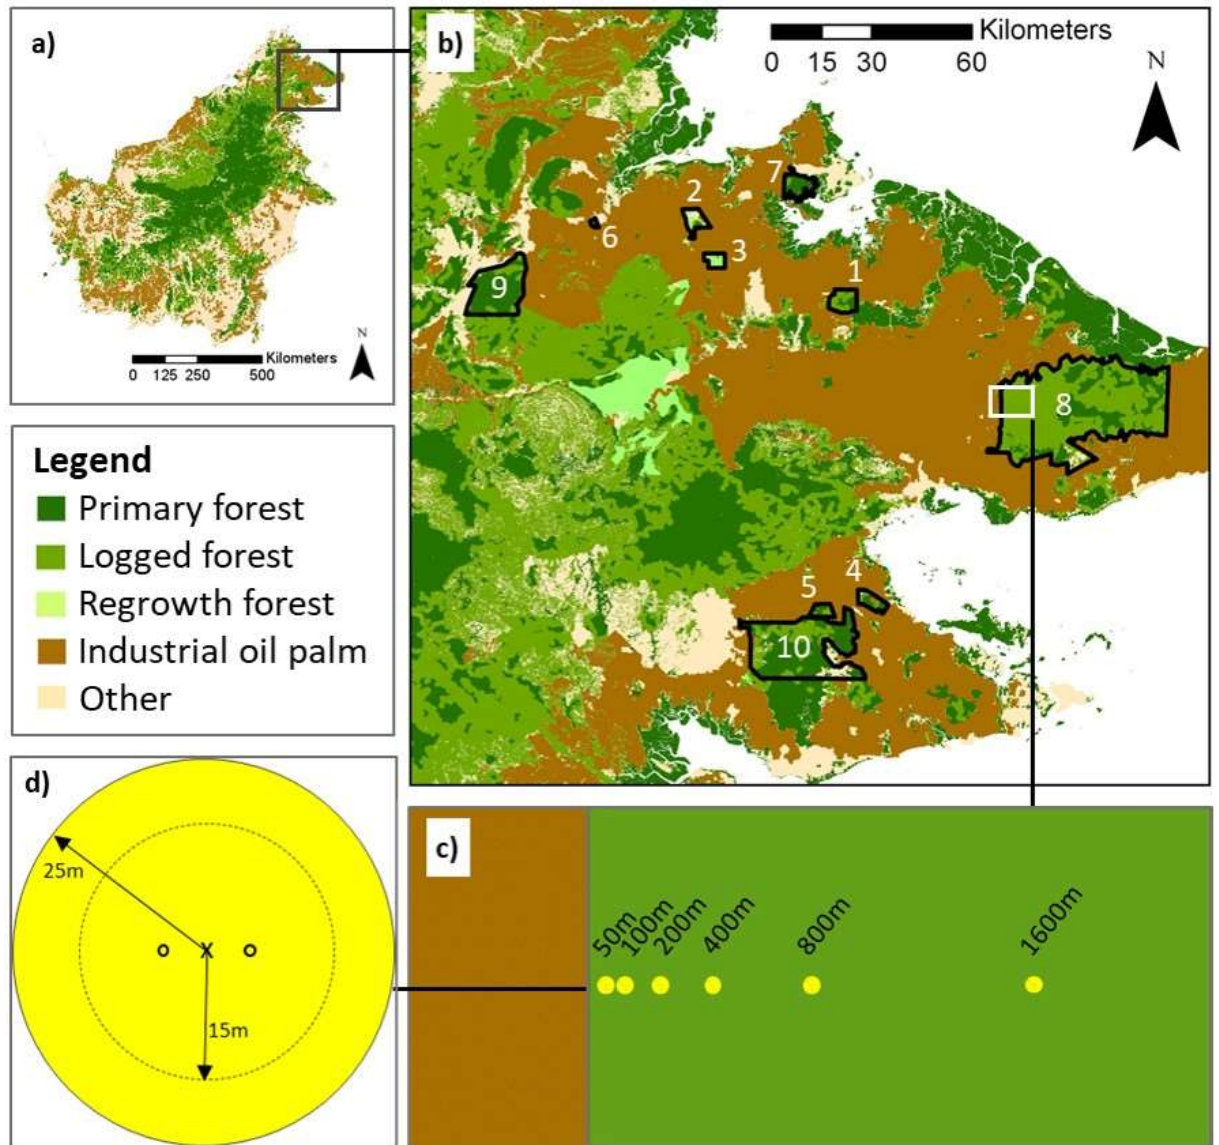 a)
N
Kilometers
0 125 250 500
b)
Kilometers
0 15 30 60
N
7
2
6
3
1
9
8
5
4
10
Legend
Primary forest
Logged forest
Regrowth forest
Industrial oil palm
Other
d)
25m
o x o
15m
c)
50m
100m
200m
400m
800m
1600m